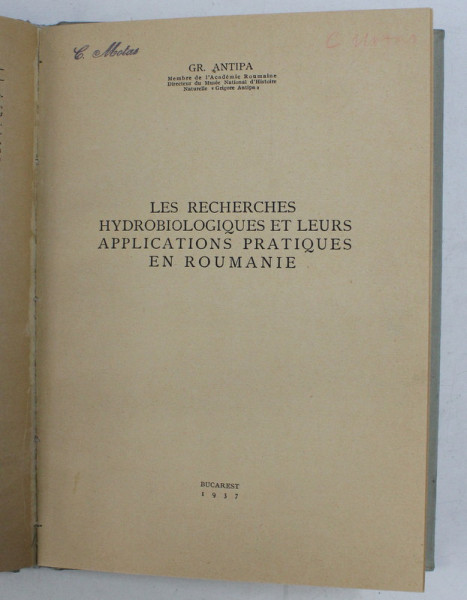 C. Motas
C. Motas
GR. ANTIPA
Membre de l'Académie Roumaine
Directeur du Musée National d'Histoire
Naturelle « Grigore Antipa »
LES RECHERCHES
HYDROBIOLOGIQUES ET LEURS
APPLICATIONS PRATIQUES
EN ROUMANIE
BUCAREST
1937